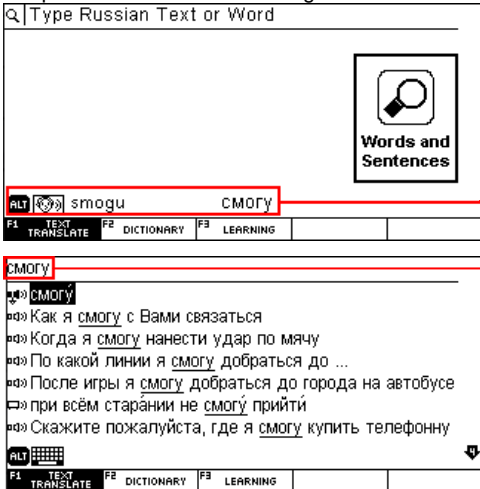 Type Russian Text or Word
Words and
Sentences
ALT smogu смогу
F1 TEXT TRANSLATE F2 DICTIONARY F3 LEARNING
смогу
смогу́
Как я смогу с Вами связаться
Когда я смогу нанести удар по мячу
По какой линии я смогу добраться до ...
После игры я смогу добраться до города на автобусе
при всём стара́нии не смогу́ прийти́
Скажите пожалуйста, где я смогу купить телефонну
ALT
F1 TEXT TRANSLATE F2 DICTIONARY F3 LEARNING